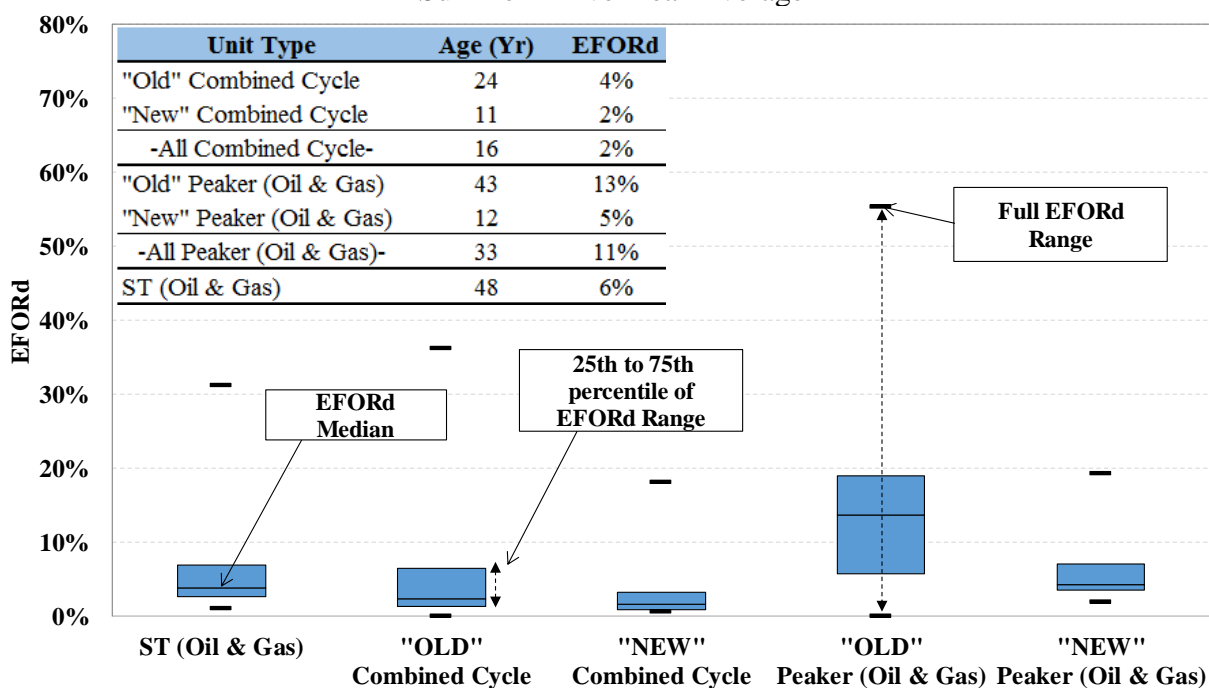 80%
70%
60%
50%
40%
30%
20%
10%
0%
EFORd
Unit Type Age (Yr) EFORd
"Old" Combined Cycle 24 4%
"New" Combined Cycle 11 2%
-All Combined Cycle- 16 2%
"Old" Peaker (Oil & Gas) 43 13%
"New" Peaker (Oil & Gas) 12 5%
-All Peaker (Oil & Gas)- 33 11%
ST (Oil & Gas) 48 6%
Full EFORd
Range
25th to 75th
percentile of
EFORd Range
EFORd
Median
ST (Oil & Gas)
"OLD"
Combined Cycle
"NEW"
Combined Cycle
"OLD"
Peaker (Oil & Gas)
"NEW"
Peaker (Oil & Gas)